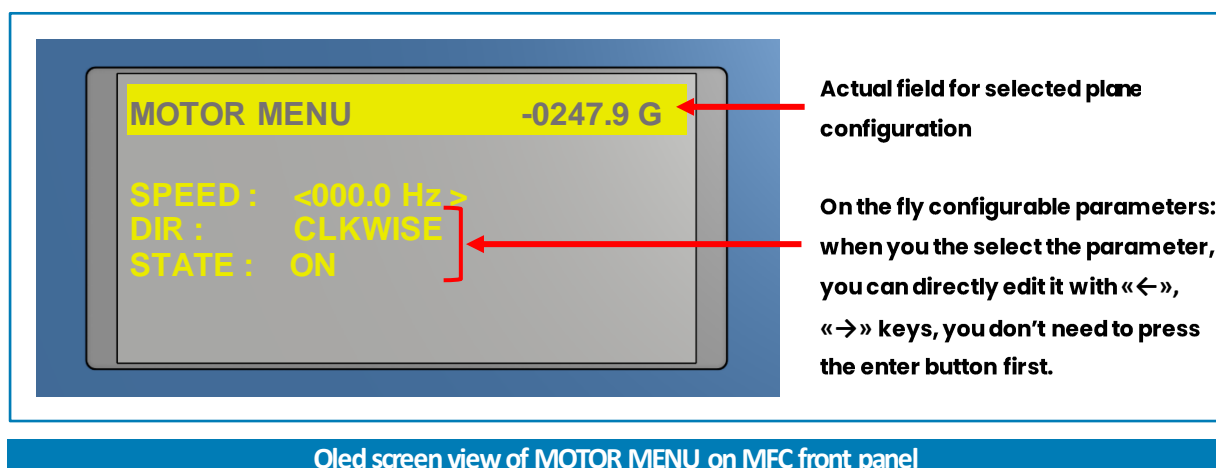 MOTOR MENU -0247.9 G
SPEED : <000.0 Hz >
DIR : CLKWISE
STATE : ON
Actual field for selected plane
configuration
On the fly configurable parameters:
when you the select the parameter,
you can directly edit it with «←»,
«→» keys, you don’t need to press
the enter button first.
Oled screen view of MOTOR MENU on MFC front panel